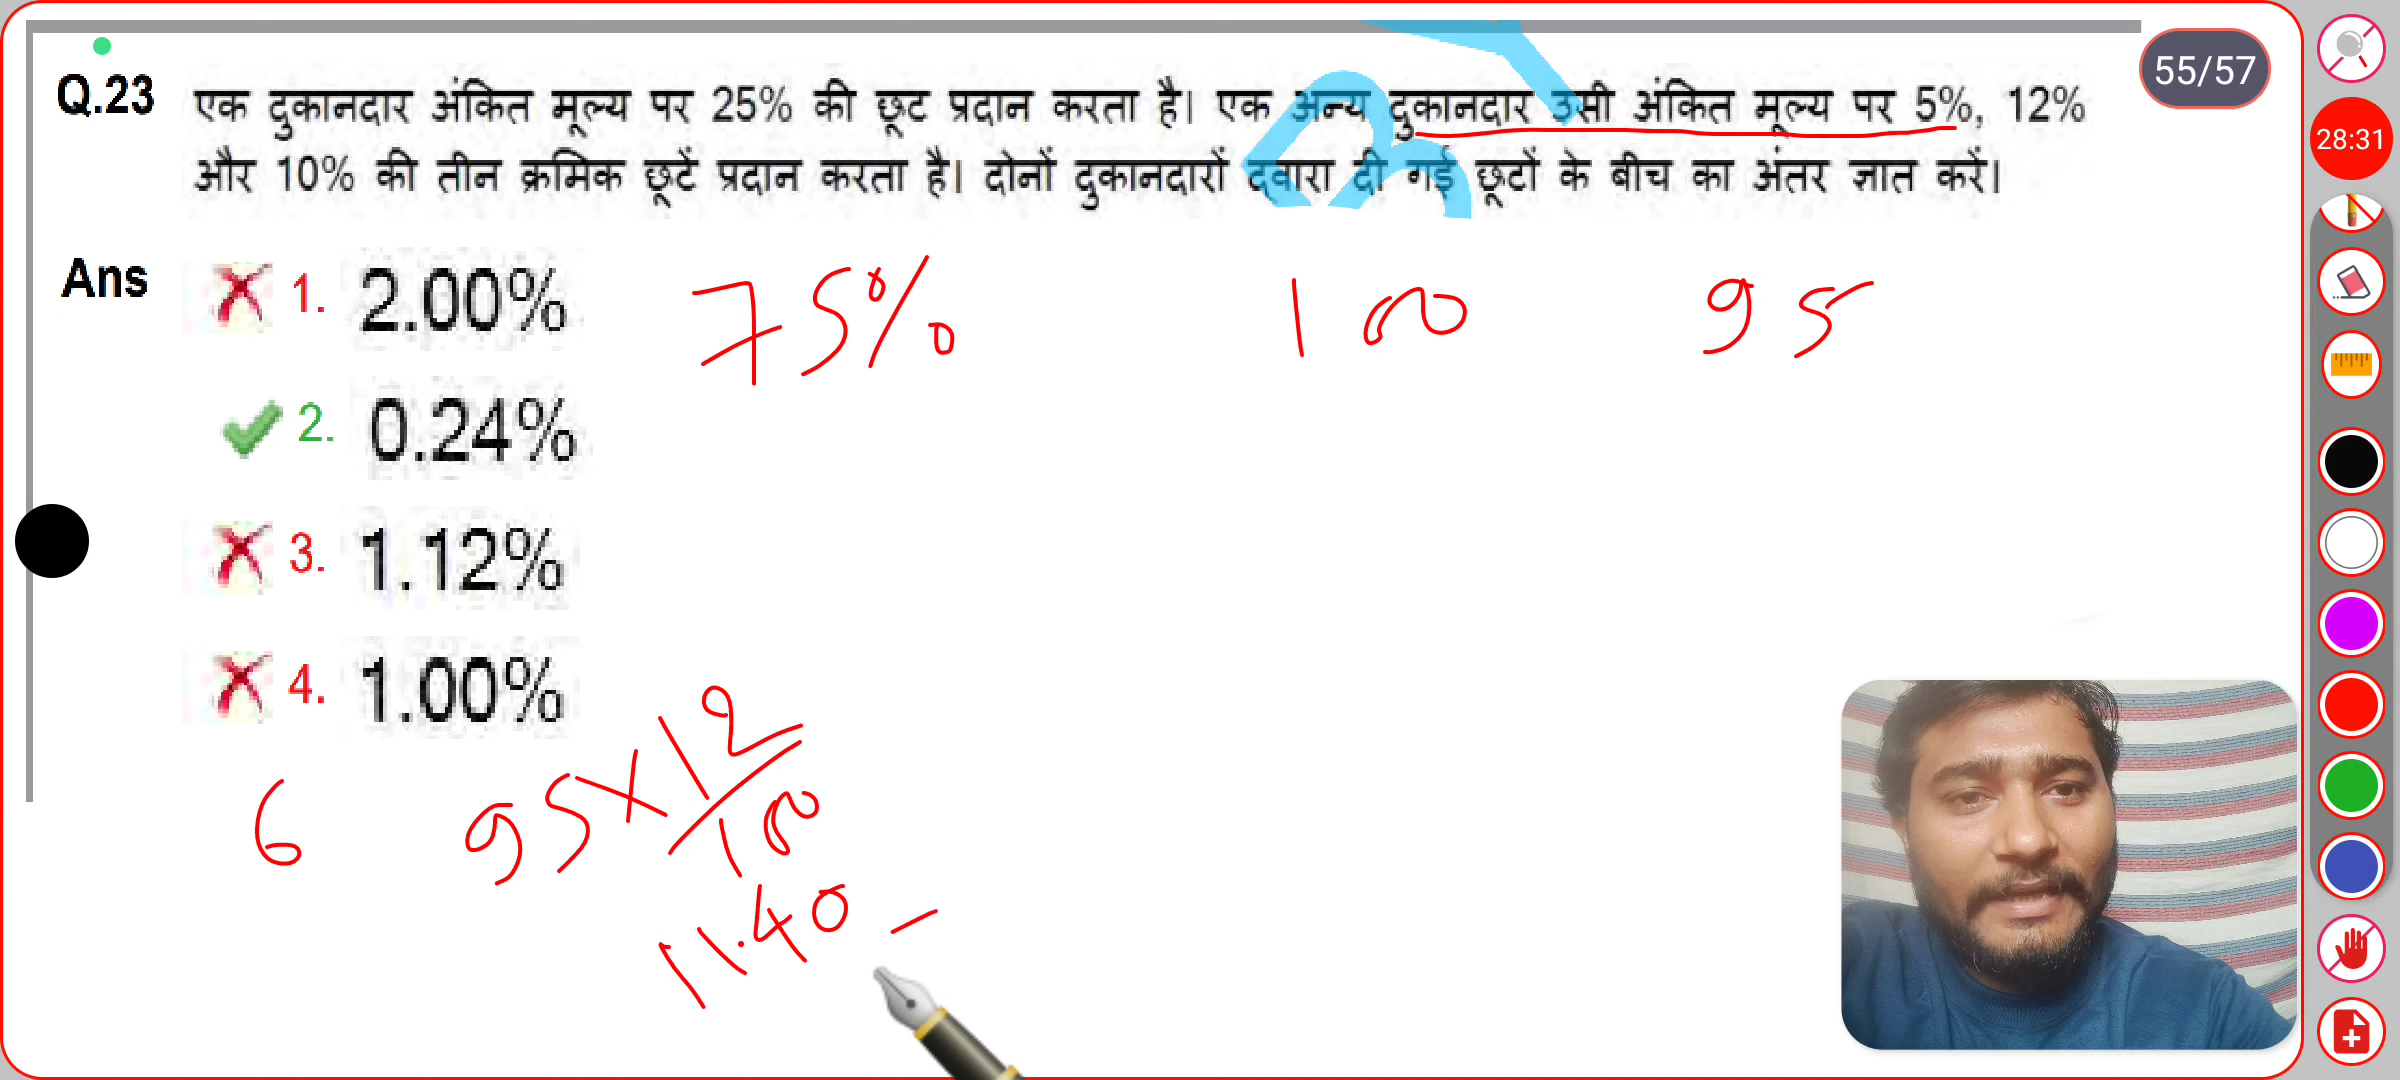 55/57
28:31
Q.23 एक दुकानदार अंकित मूल्य पर 25% की छूट प्रदान करता है। एक अन्य दुकानदार उसी अंकित मूल्य पर 5%, 12%
और 10% की तीन क्रमिक छूटें प्रदान करता है। दोनों दुकानदारों द्वारा दी गई छूटों के बीच का अंतर ज्ञात करें।
Ans 1. 2.00%
75% 100 95
2. 0.24%
3. 1.12%
4. 1.00%
6 95×12/100
11.40 -